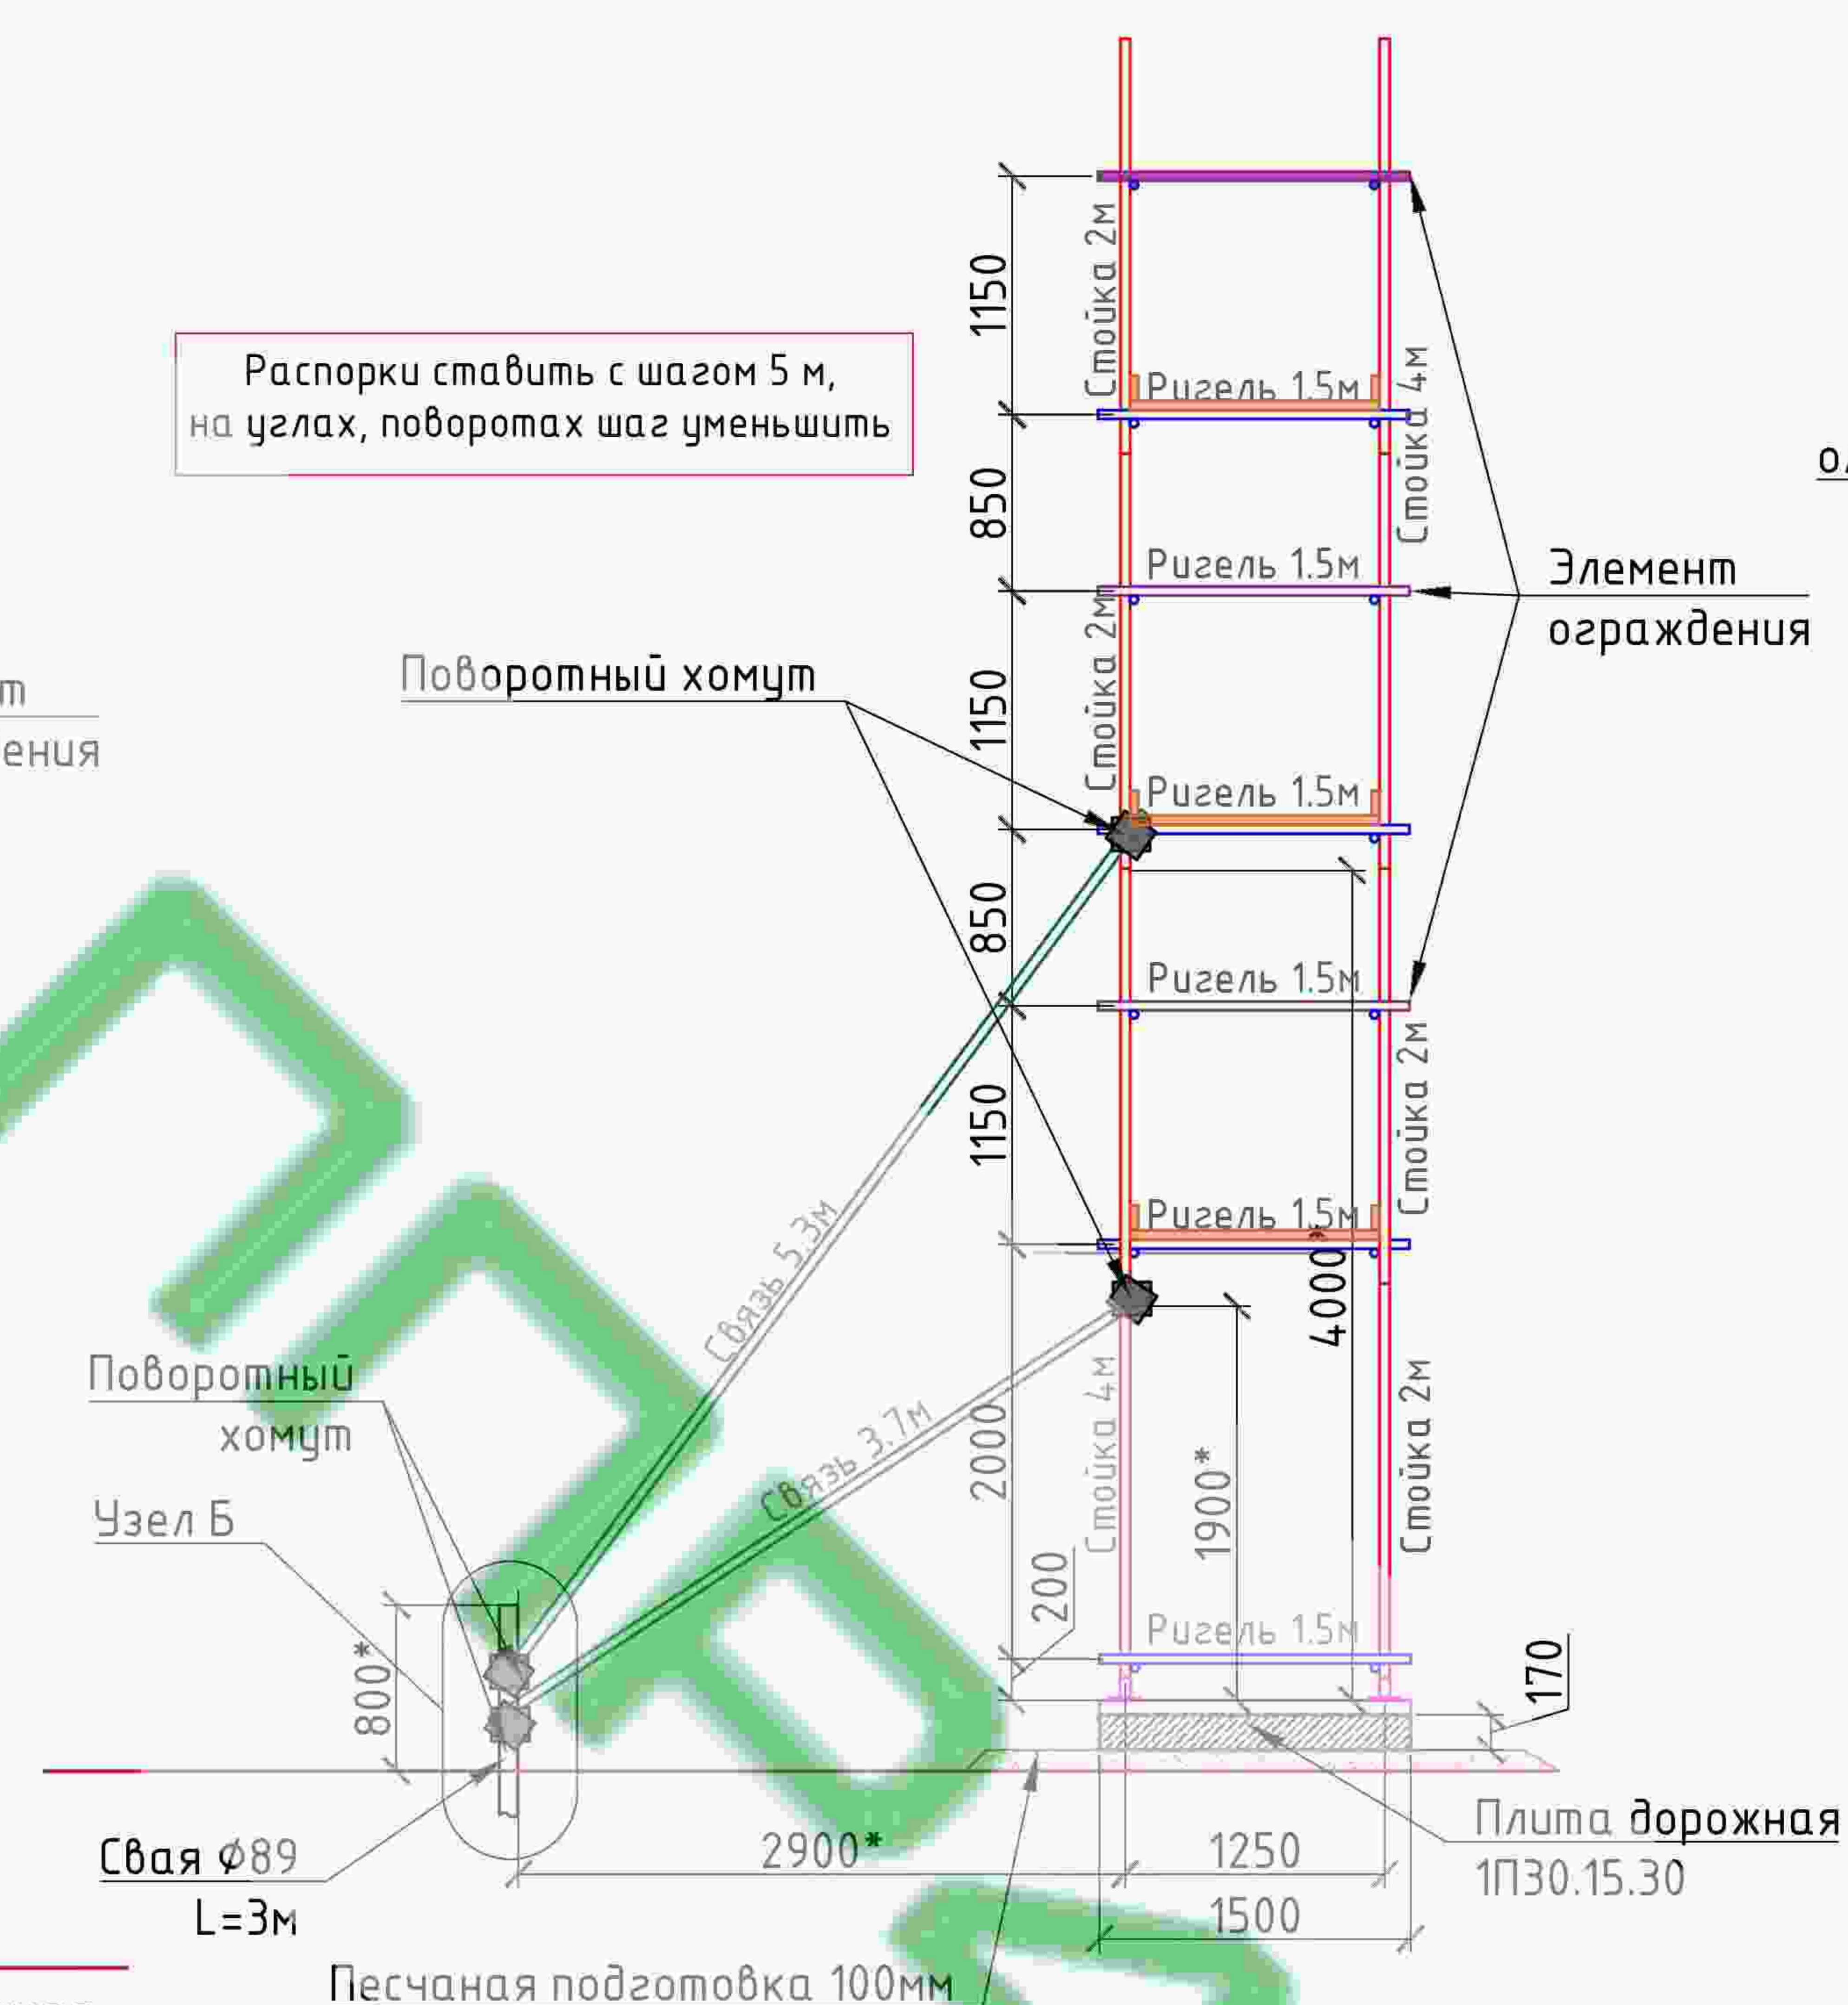 Распорки ставить с шагом 5 м,
на углах, поворотах шаг уменьшить
Стойка 2м
1150
Ригель 1.5м
Стойка 4м
850
Ригель 1.5м
Элемент
ограждения
Стойка 2м
Поворотный хомут
т
ения
1150
Ригель 1.5м
850
Ригель 1.5м
Стойка 2м
1150
Ригель 1.5м
4000*
Связь 5.3м
Связь 3.7м
Поворотный
хомут
Узел Б
2000
Стойка 4м
1900*
Стойка 2м
200
Ригель 1.5м
170
800*
Свая ϕ89
L=3м
2900*
1250
1500
Плита дорожная
1П30.15.30
Песчаная подготовка 100мм